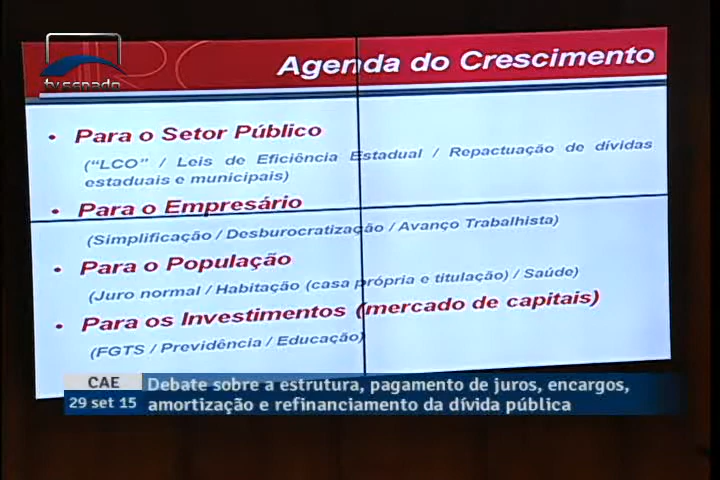 Agenda do Crescimento
tv senado
• Para o Setor Público
("LCO" / Leis de Eficiência Estadual / Repactuação de dívidas
estaduais e municipais)
• Para o Empresário
(Simplificação / Desburocratização / Avanço Trabalhista)
• Para o População
(Juro normal / Habitação (casa própria e titulação) / Saúde)
• Para os Investimentos (mercado de capitais)
(FGTS / Previdência / Educação)
CAE
29 set 15
Debate sobre a estrutura, pagamento de juros, encargos,
amortização e refinanciamento da dívida pública